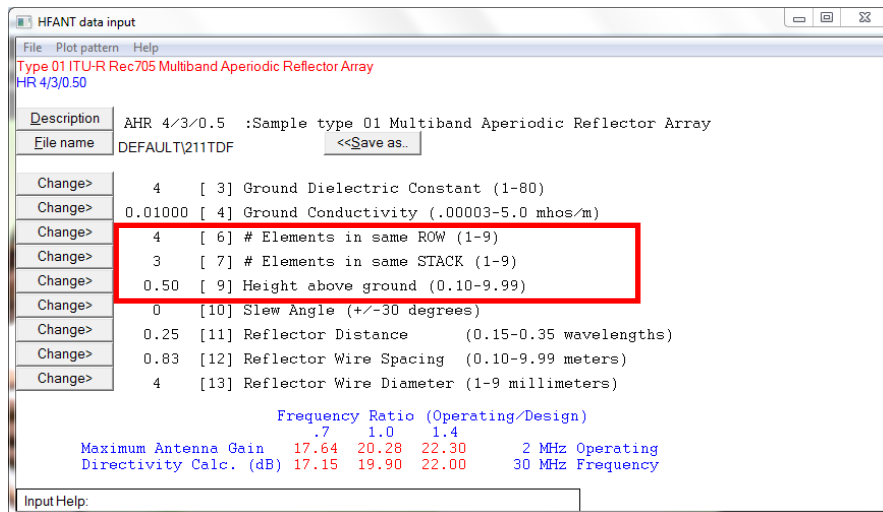 HFANT data input
File Plot pattern Help
Type 01 ITU-R Rec705 Multiband Aperiodic Reflector Array
HR 4/3/0.50
Description AHR 4/3/0.5 :Sample type 01 Multiband Aperiodic Reflector Array
File name DEFAULT\211TDF <<Save as..
Change> 4 [ 3] Ground Dielectric Constant (1-80)
Change> 0.01000 [ 4] Ground Conductivity (.00003-5.0 mhos/m)
Change> 4 [ 6] # Elements in same ROW (1-9)
Change> 3 [ 7] # Elements in same STACK (1-9)
Change> 0.50 [ 9] Height above ground (0.10-9.99)
Change> 0 [10] Slew Angle (+/-30 degrees)
Change> 0.25 [11] Reflector Distance (0.15-0.35 wavelengths)
Change> 0.83 [12] Reflector Wire Spacing (0.10-9.99 meters)
Change> 4 [13] Reflector Wire Diameter (1-9 millimeters)
Frequency Ratio (Operating/Design)
.7 1.0 1.4
Maximum Antenna Gain 17.64 20.28 22.30 2 MHz Operating
Directivity Calc. (dB) 17.15 19.90 22.00 30 MHz Frequency
Input Help: